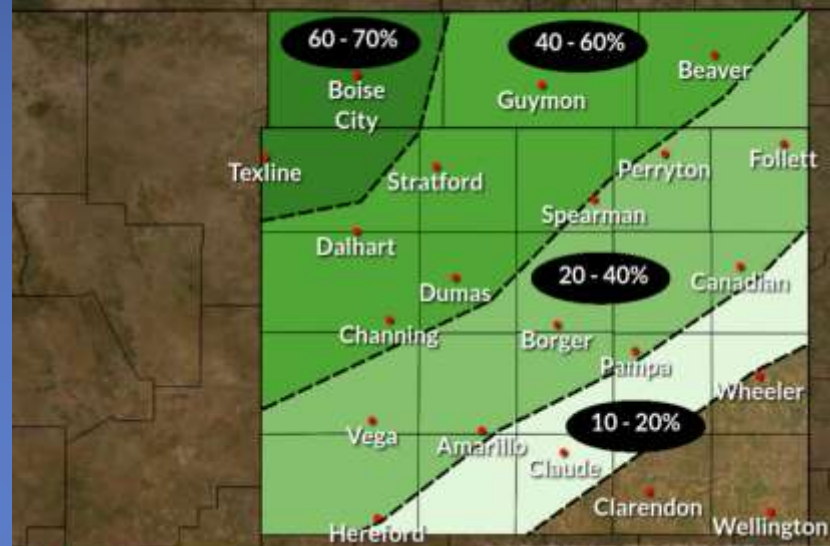 60 - 70%
40 - 60%
Beaver
Boise
City
Guymon
Texline
Stratford
Perryton
Follett
Spearman
Dalhart
20 - 40%
Canadian
Dumas
Channing
Borger
Pampa
Wheeler
10 - 20%
Vega
Amarillo
Claude
Clarendon
Hereford
Wellington